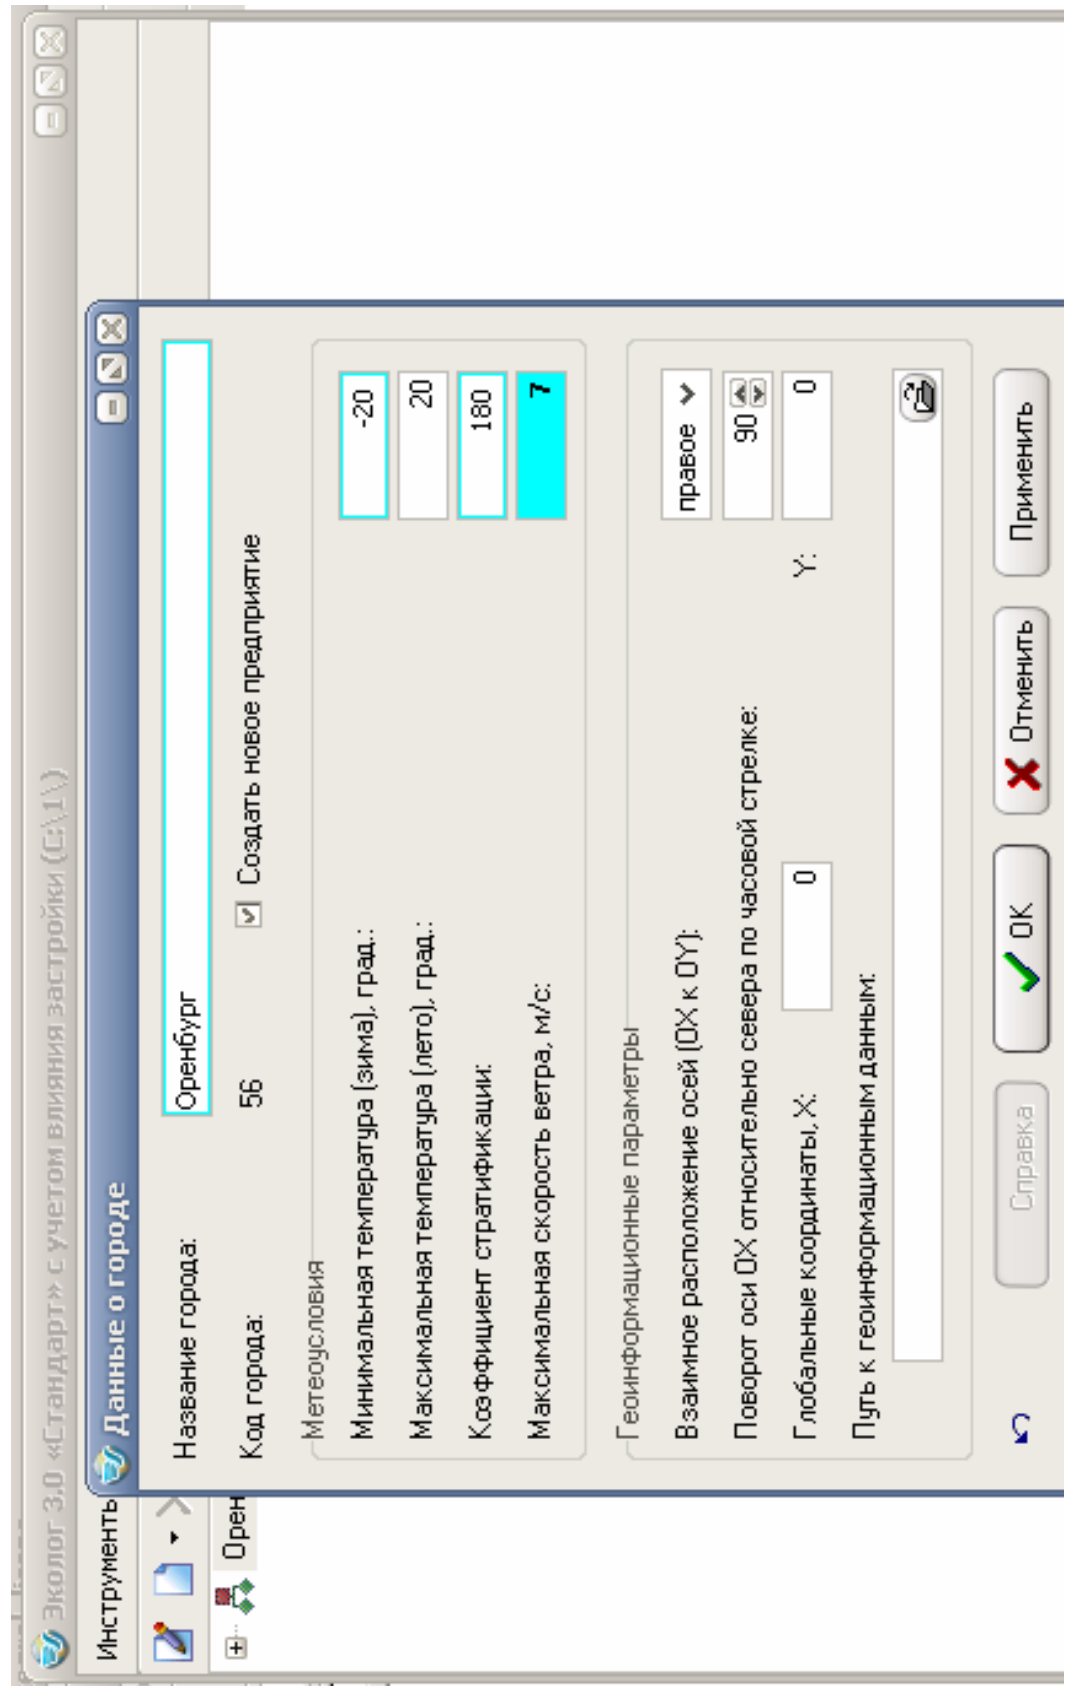 Эколог 3.0 «Стандарт» с учетом влияния застройки (C:\1\)
Инструменты
Орен
Данные о городе
Название города: Оренбург
Код города: 56 Создать новое предприятие
Метеоусловия
Минимальная температура (зима), град.: -20
Максимальная температура (лето), град.: 20
Коэффициент стратификации: 180
Максимальная скорость ветра, м/с: 7
Геоинформационные параметры
Взаимное расположение осей (OX к OY): правое
Поворот оси OX относительно севера по часовой стрелке: 90
Глобальные координаты, X: 0 Y: 0
Путь к геоинформационным данным:
Справка OK Отменить Применить